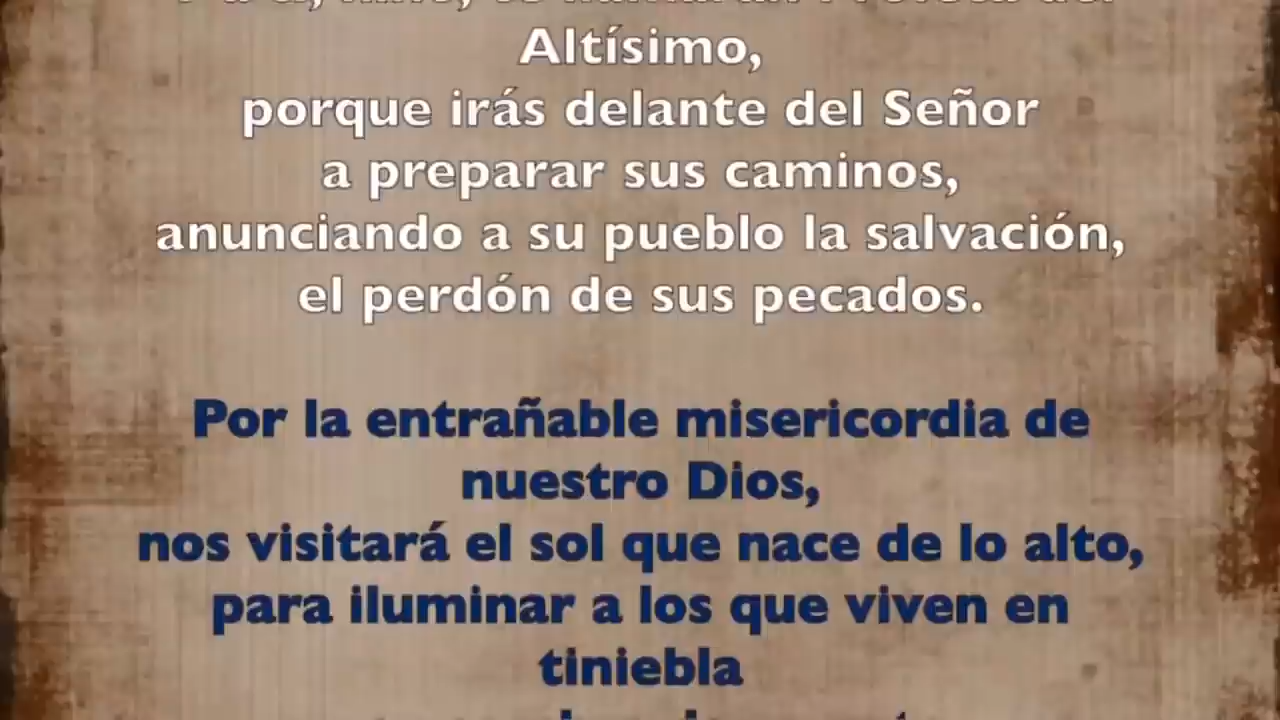 Altísimo,
porque irás delante del Señor
a preparar sus caminos,
anunciando a su pueblo la salvación,
el perdón de sus pecados.
Por la entrañable misericordia de
nuestro Dios,
nos visitará el sol que nace de lo alto,
para iluminar a los que viven en
tiniebla